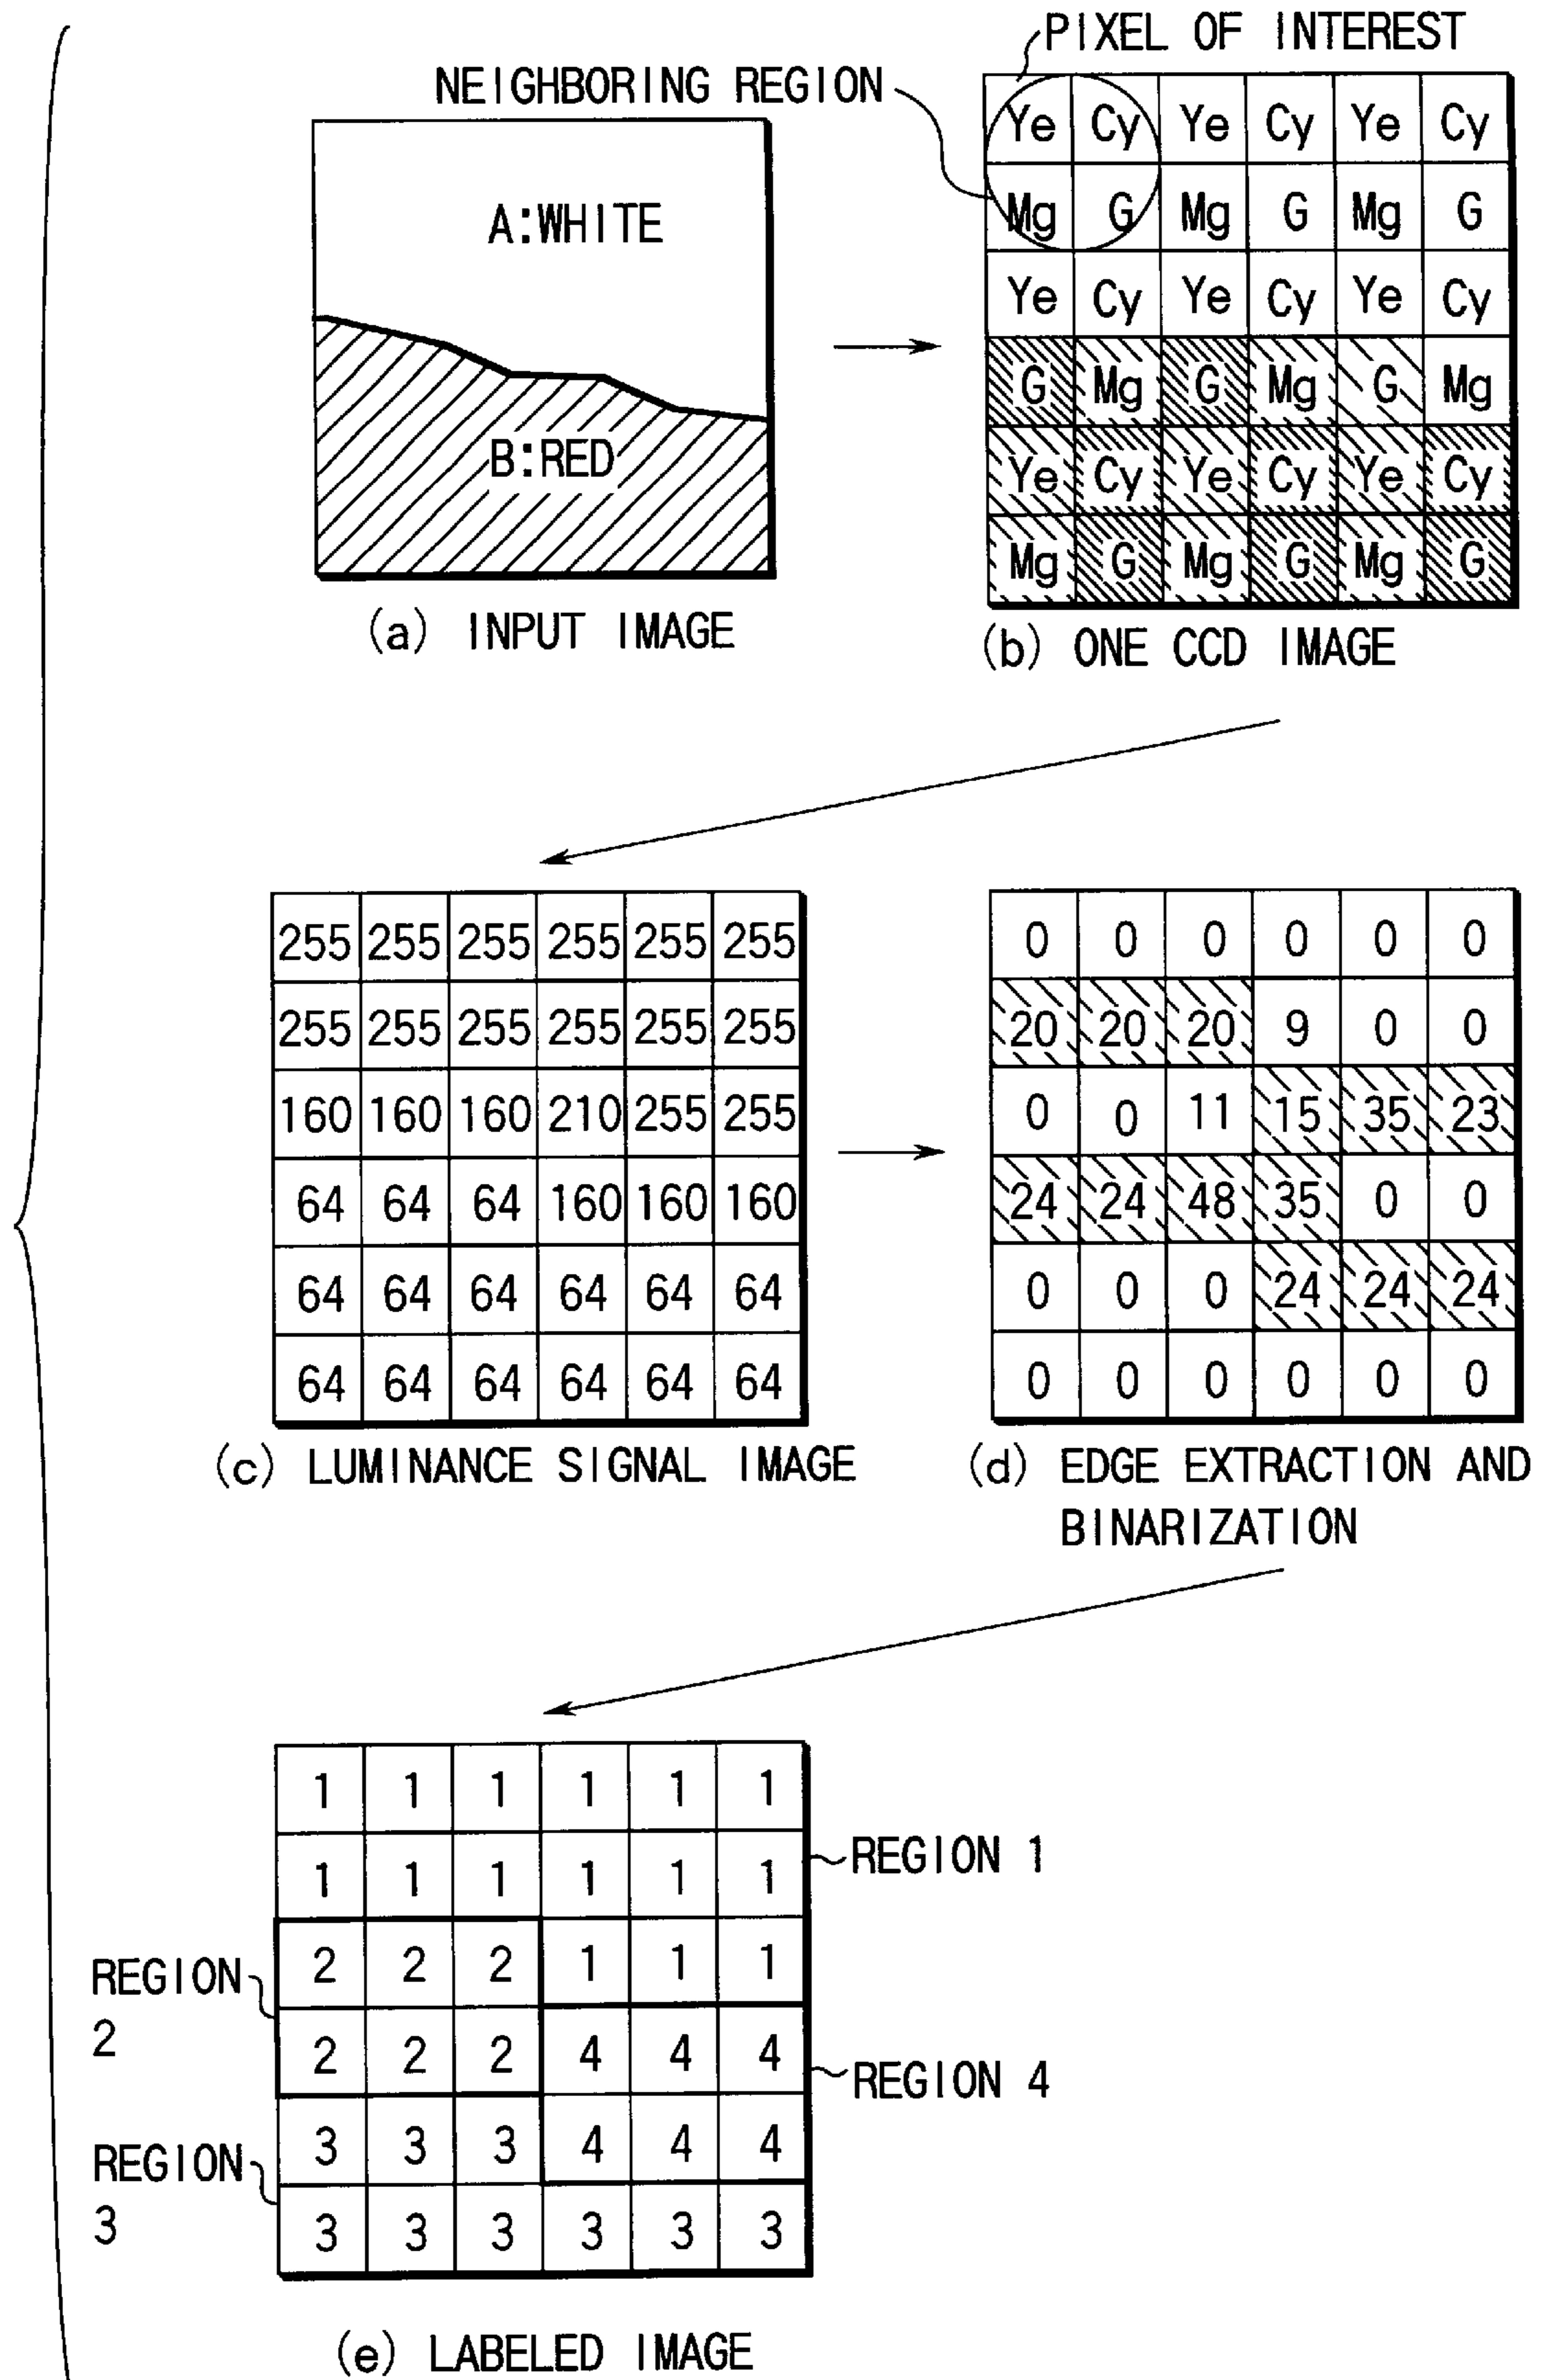 PIXEL OF INTEREST
NEIGHBORING REGION
A:WHITE
B:RED
(a) INPUT IMAGE
Ye Cy Ye Cy Ye Cy
Mg G Mg G Mg G
Ye Cy Ye Cy Ye Cy
G Mg G Mg G Mg
Ye Cy Ye Cy Ye Cy
Mg G Mg G Mg G
(b) ONE CCD IMAGE
255 255 255 255 255 255
255 255 255 255 255 255
160 160 160 210 255 255
64 64 64 160 160 160
64 64 64 64 64 64
64 64 64 64 64 64
(c) LUMINANCE SIGNAL IMAGE
0 0 0 0 0 0
20 20 20 9 0 0
0 0 11 15 35 23
24 24 48 35 0 0
0 0 0 24 24 24
0 0 0 0 0 0
(d) EDGE EXTRACTION AND
BINARIZATION
1 1 1 1 1 1
1 1 1 1 1 1
2 2 2 1 1 1
2 2 2 4 4 4
3 3 3 4 4 4
3 3 3 3 3 3
REGION 1
REGION
2
REGION 4
REGION
3
(e) LABELED IMAGE